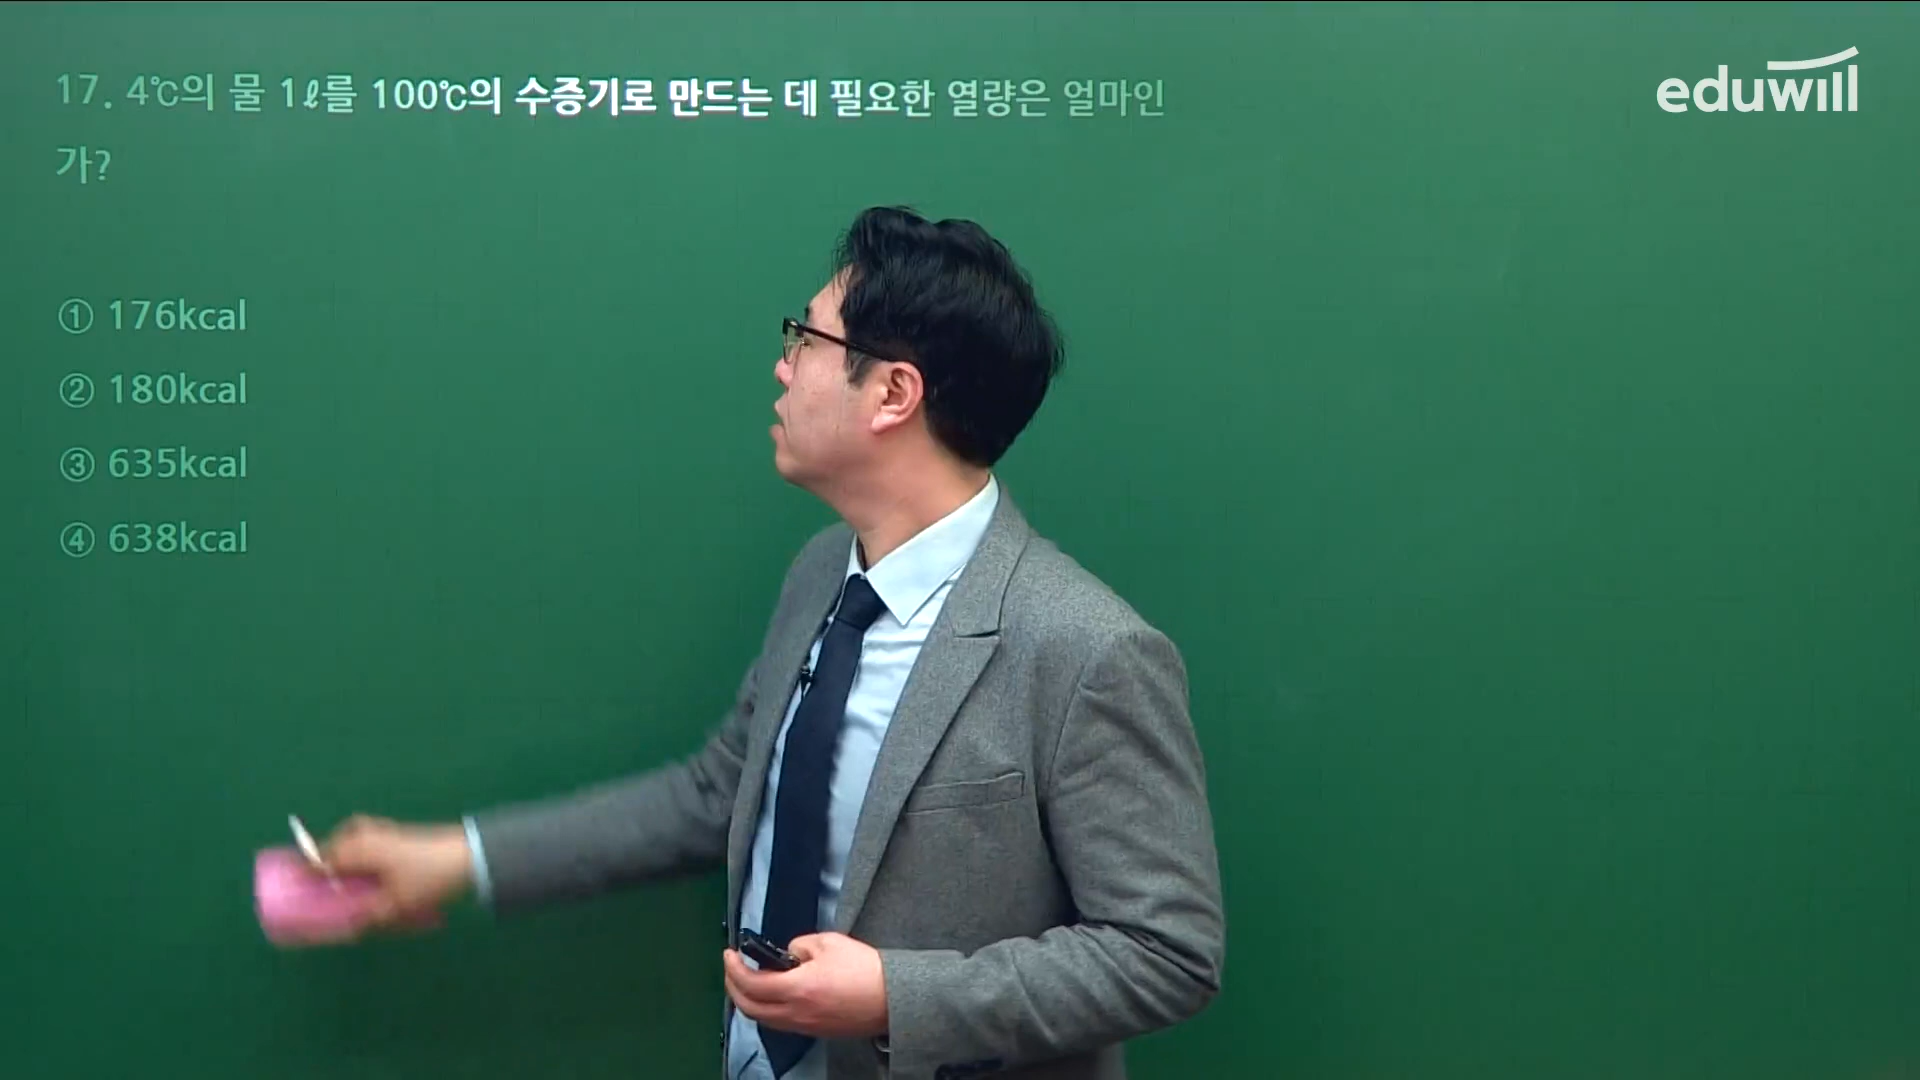 17. 4℃의 물 1ℓ를 100℃의 수증기로 만드는 데 필요한 열량은 얼마인
가?
① 176kcal
② 180kcal
③ 635kcal
④ 638kcal
eduwill